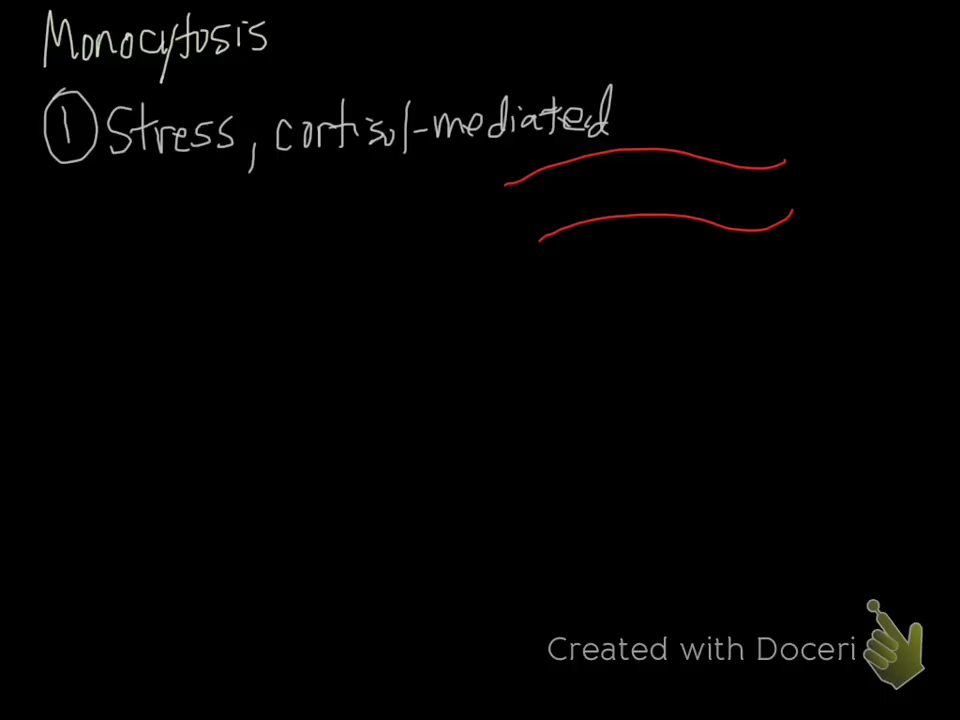 Monocytosis
① Stress, cortisol-mediated
Created with Doceri